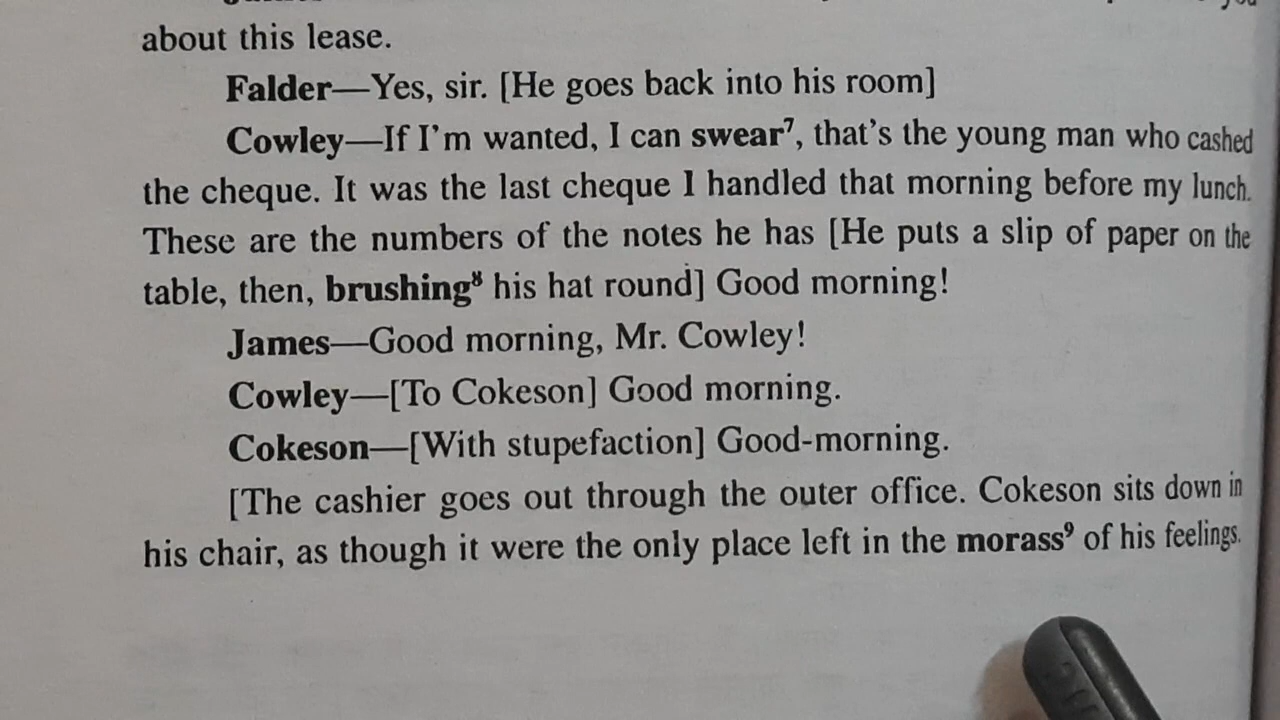 about this lease.
Falder—Yes, sir. [He goes back into his room]
Cowley—If I'm wanted, I can swear⁷, that's the young man who cashed
the cheque. It was the last cheque I handled that morning before my lunch.
These are the numbers of the notes he has [He puts a slip of paper on the
table, then, brushing⁸ his hat round] Good morning!
James—Good morning, Mr. Cowley!
Cowley—[To Cokeson] Good morning.
Cokeson—[With stupefaction] Good-morning.
[The cashier goes out through the outer office. Cokeson sits down in
his chair, as though it were the only place left in the morass⁹ of his feelings.